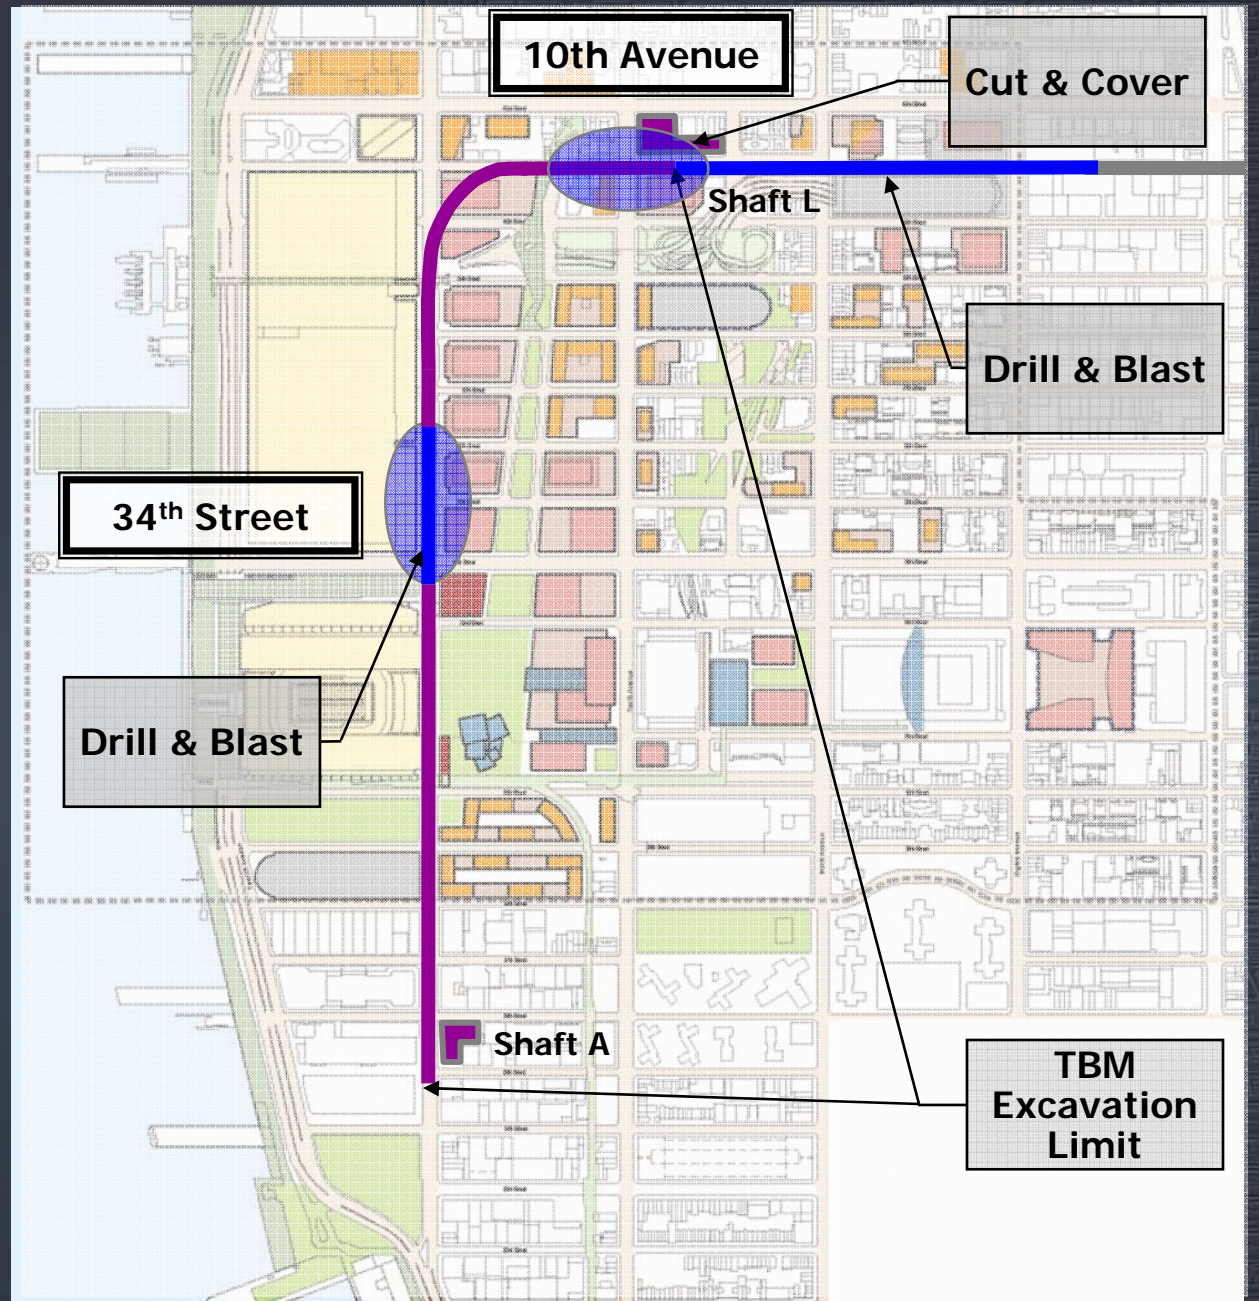 10th Avenue
Cut & Cover
Shaft L
Drill & Blast
34th Street
Drill & Blast
Shaft A
TBM
Excavation
Limit